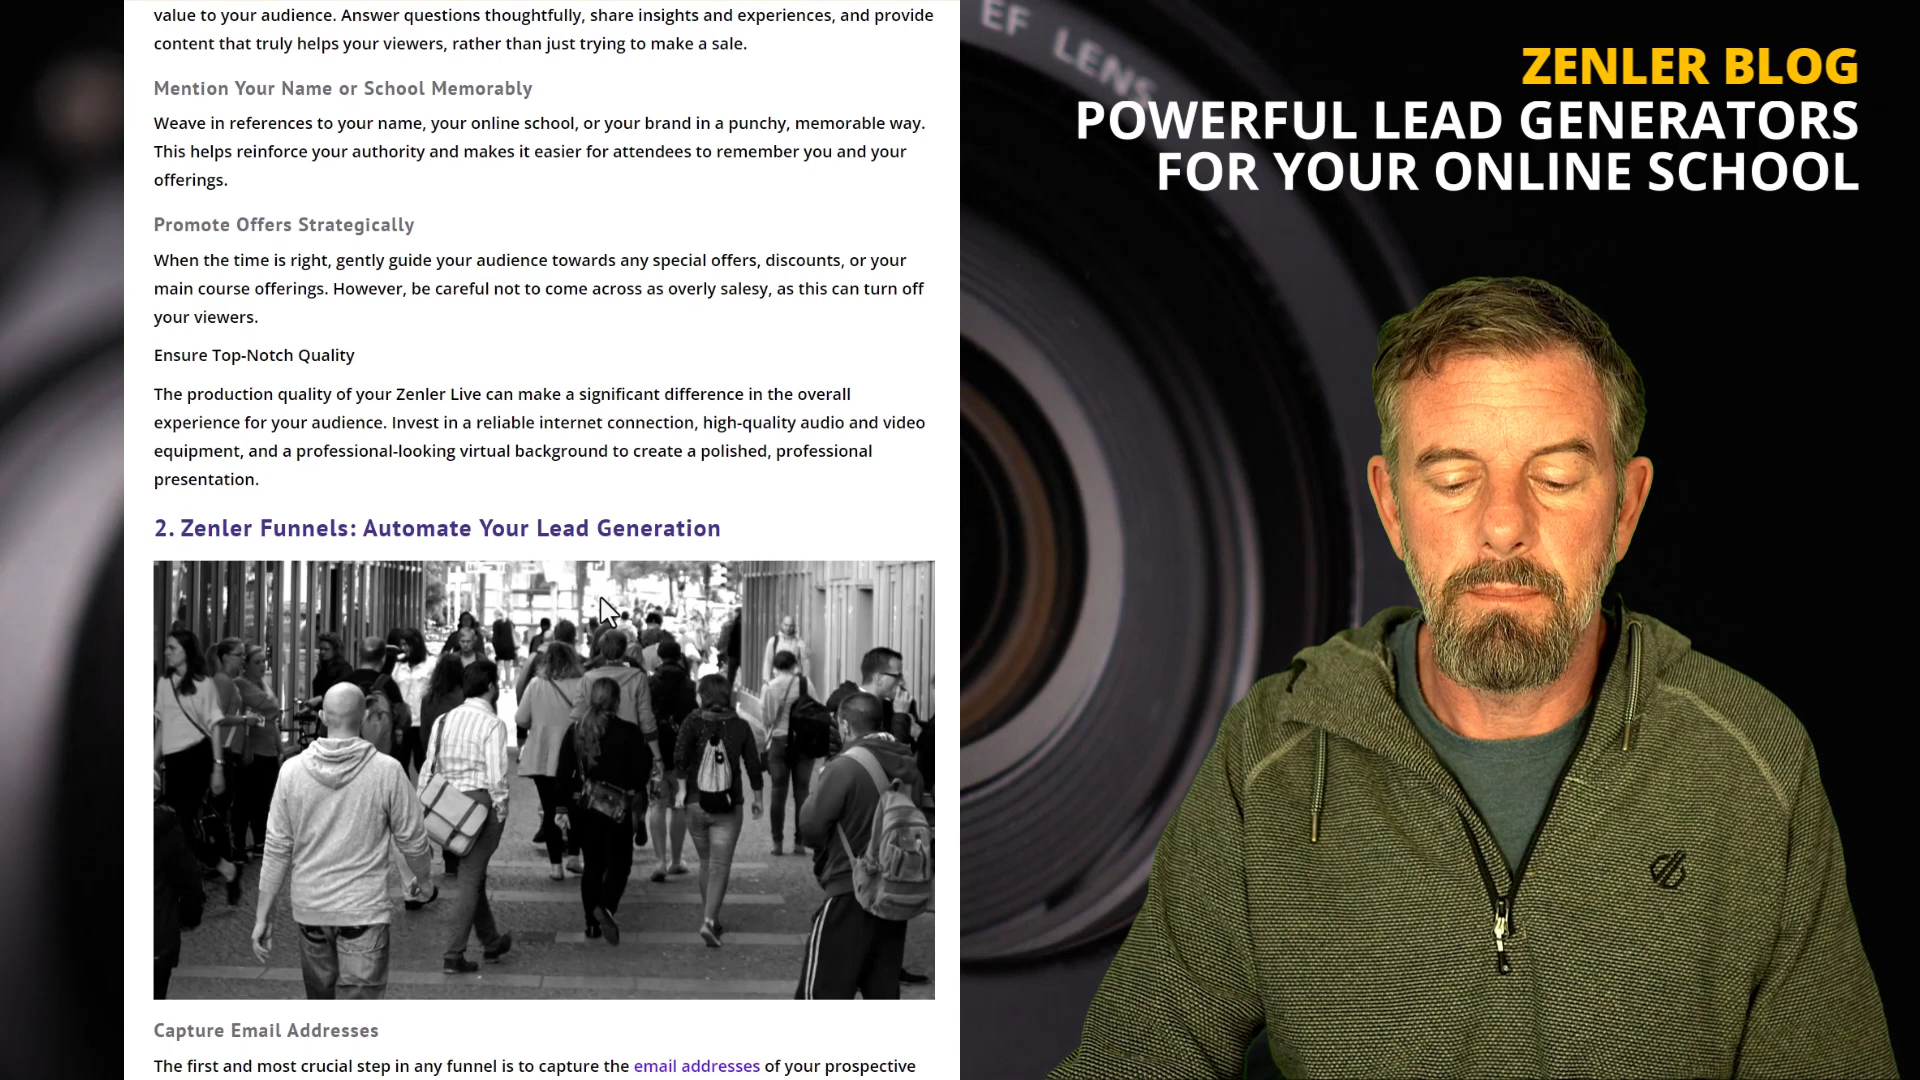 value to your audience. Answer questions thoughtfully, share insights and experiences, and provide
content that truly helps your viewers, rather than just trying to make a sale.
Mention Your Name or School Memorably
Weave in references to your name, your online school, or your brand in a punchy, memorable way.
This helps reinforce your authority and makes it easier for attendees to remember you and your
offerings.
Promote Offers Strategically
When the time is right, gently guide your audience towards any special offers, discounts, or your
main course offerings. However, be careful not to come across as overly salesy, as this can turn off
your viewers.
Ensure Top-Notch Quality
The production quality of your Zenler Live can make a significant difference in the overall
experience for your audience. Invest in a reliable internet connection, high-quality audio and video
equipment, and a professional-looking virtual background to create a polished, professional
presentation.
2. Zenler Funnels: Automate Your Lead Generation
Capture Email Addresses
The first and most crucial step in any funnel is to capture the email addresses of your prospective
EF LENS
ZENLER BLOG
POWERFUL LEAD GENERATORS
FOR YOUR ONLINE SCHOOL